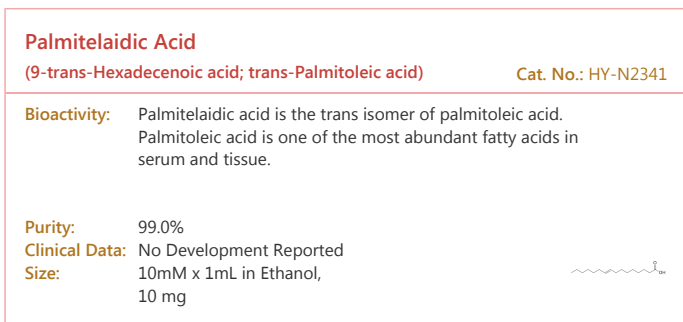 Palmitelaidic Acid
(9-trans-Hexadecenoic acid; trans-Palmitoleic acid) Cat. No.: HY-N2341
Bioactivity: Palmitelaidic acid is the trans isomer of palmitoleic acid.
Palmitoleic acid is one of the most abundant fatty acids in
serum and tissue.
Purity: 99.0%
Clinical Data: No Development Reported
Size: 10mM x 1mL in Ethanol,
10 mg
O
OH